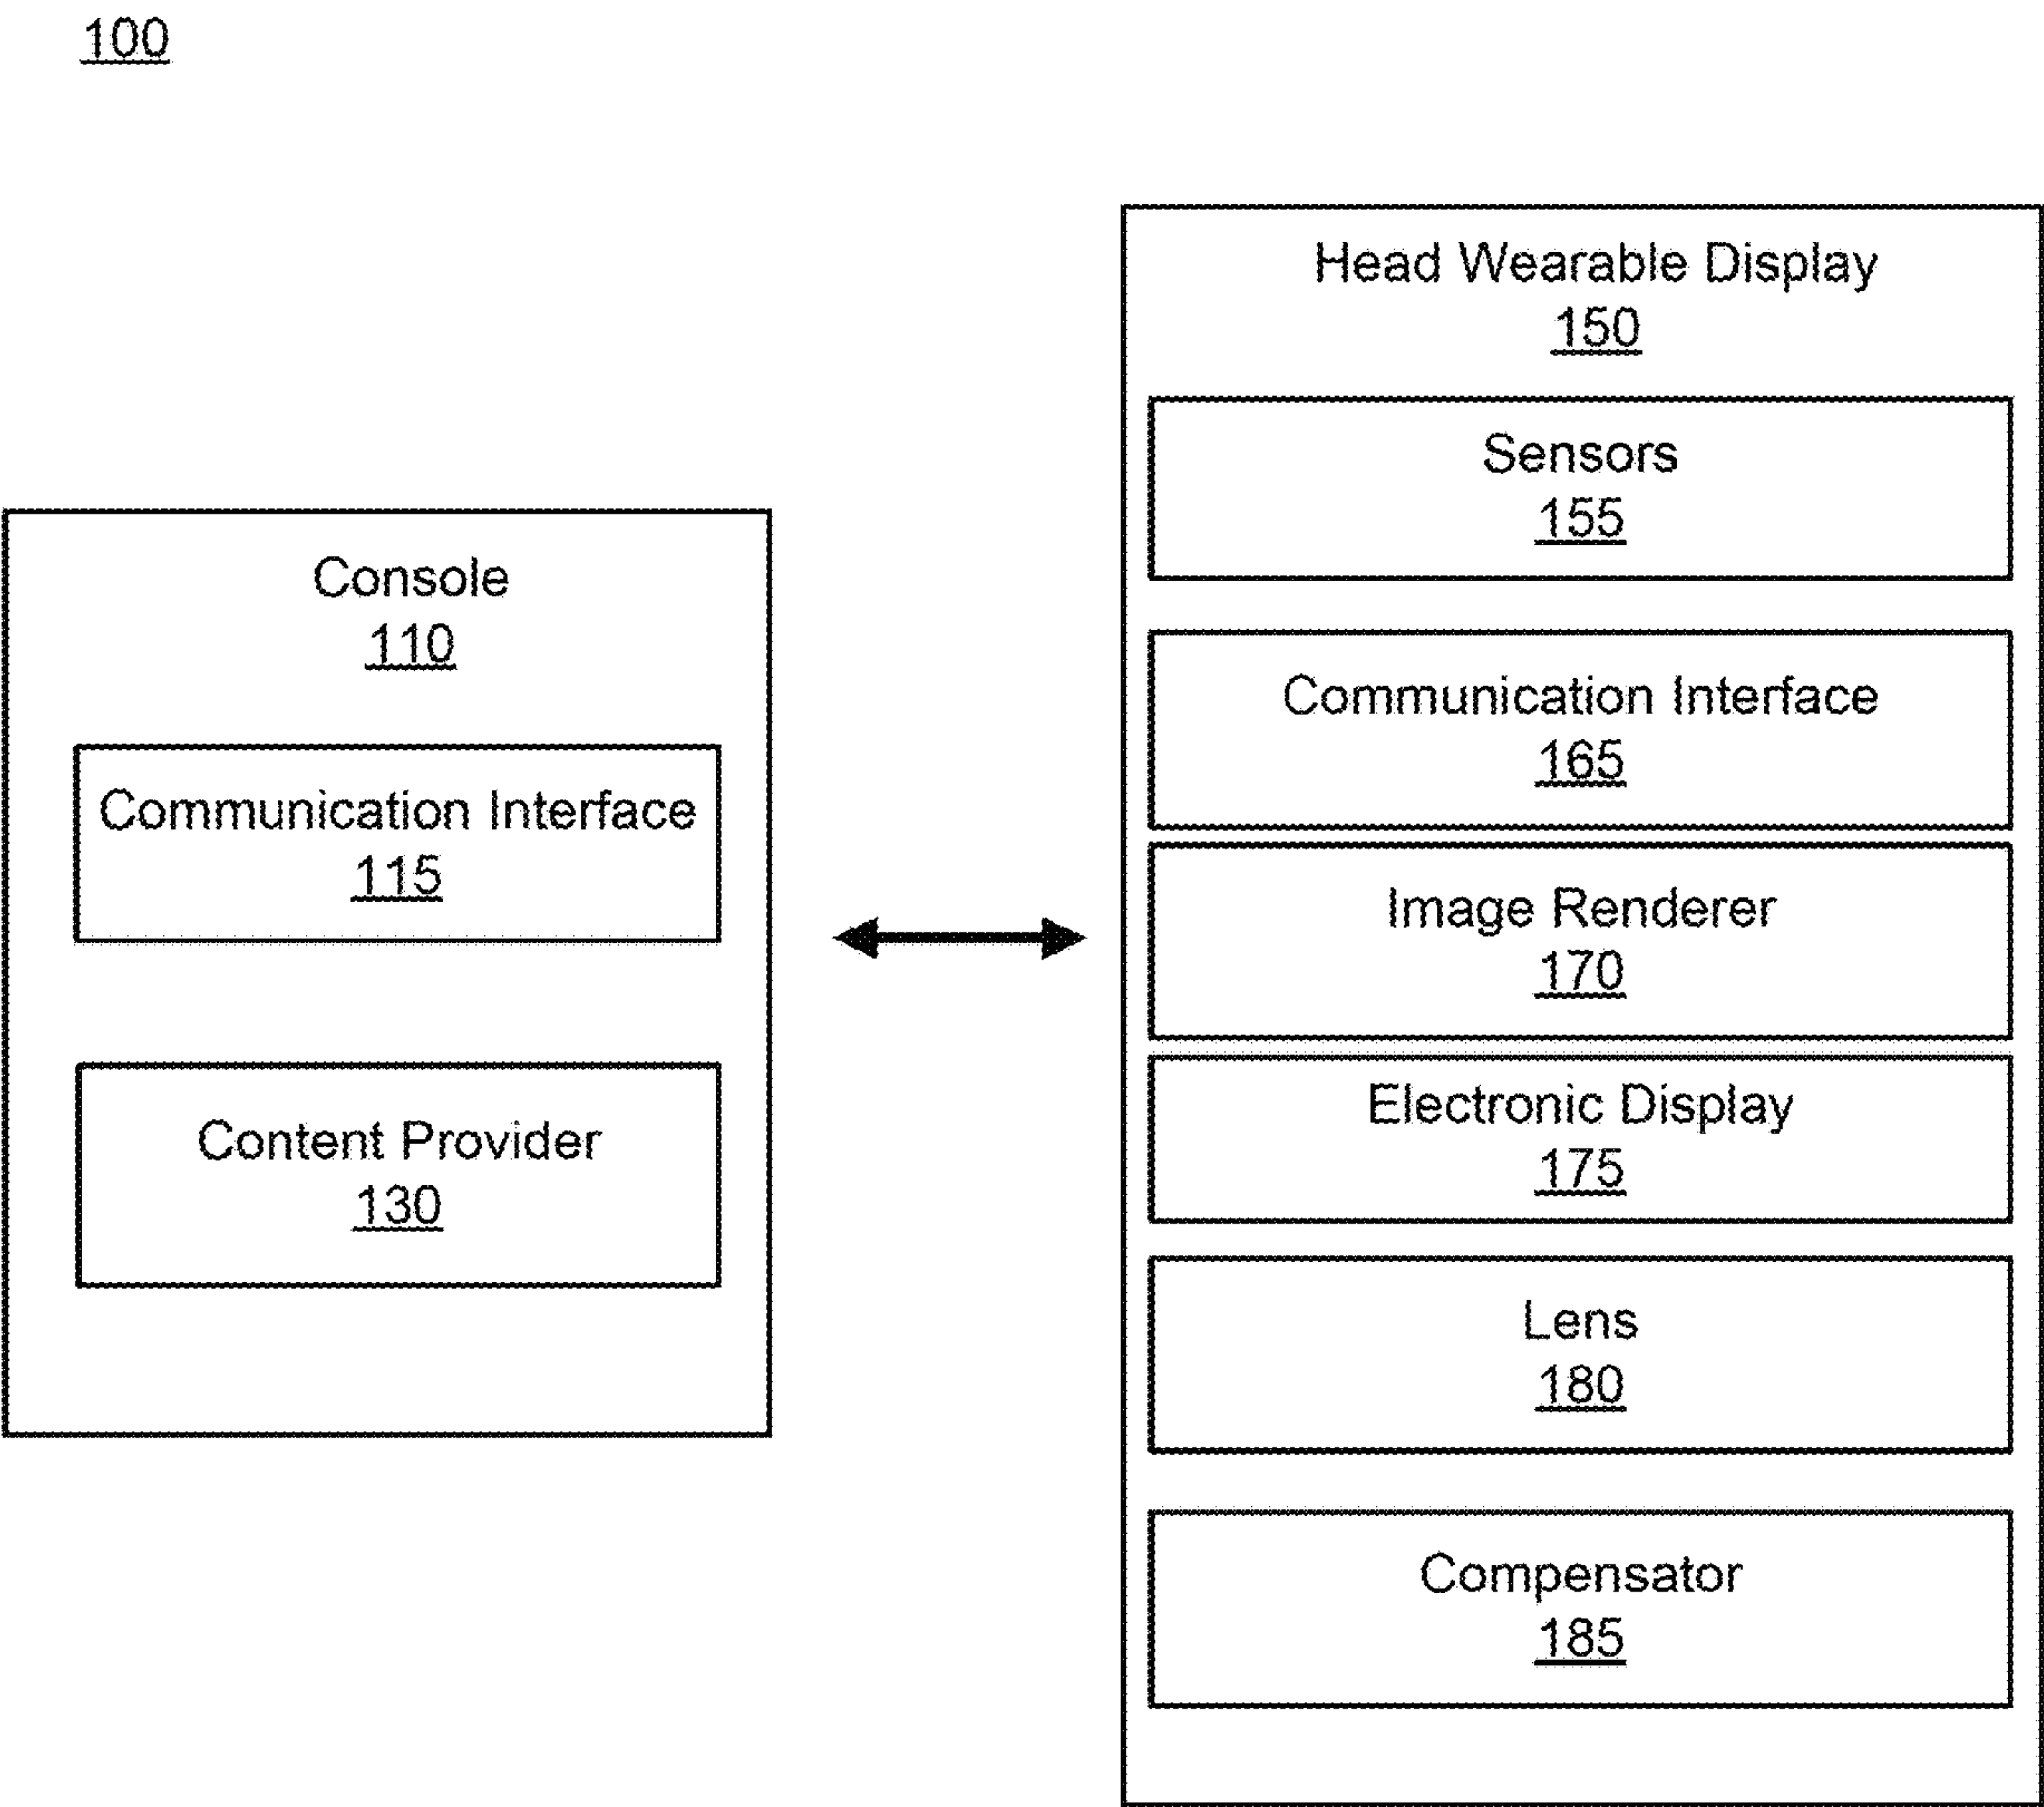 100
Console
110
Communication Interface
115
Content Provider
130
Head Wearable Display
150
Sensors
155
Communication Interface
165
Image Renderer
170
Electronic Display
175
Lens
180
Compensator
185